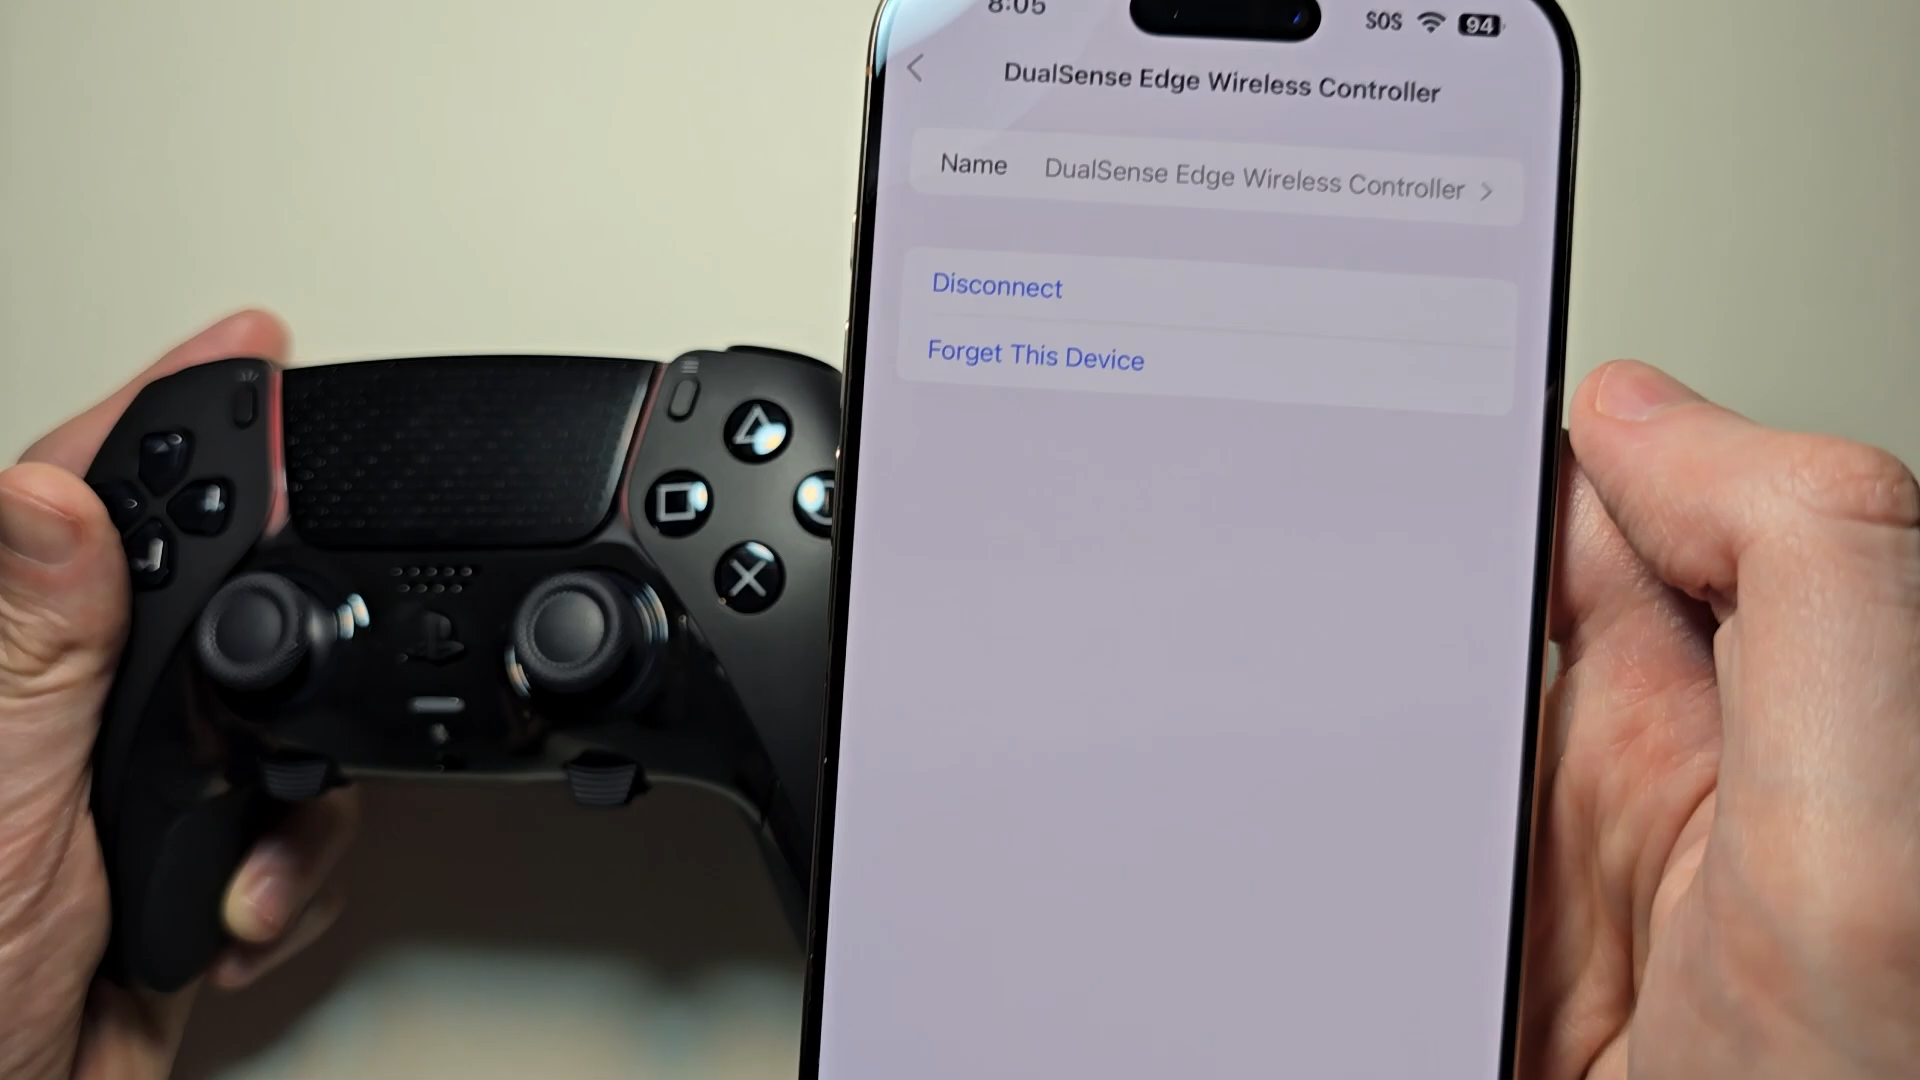 8:05
SOS
94
DualSense Edge Wireless Controller
Name DualSense Edge Wireless Controller
Disconnect
Forget This Device